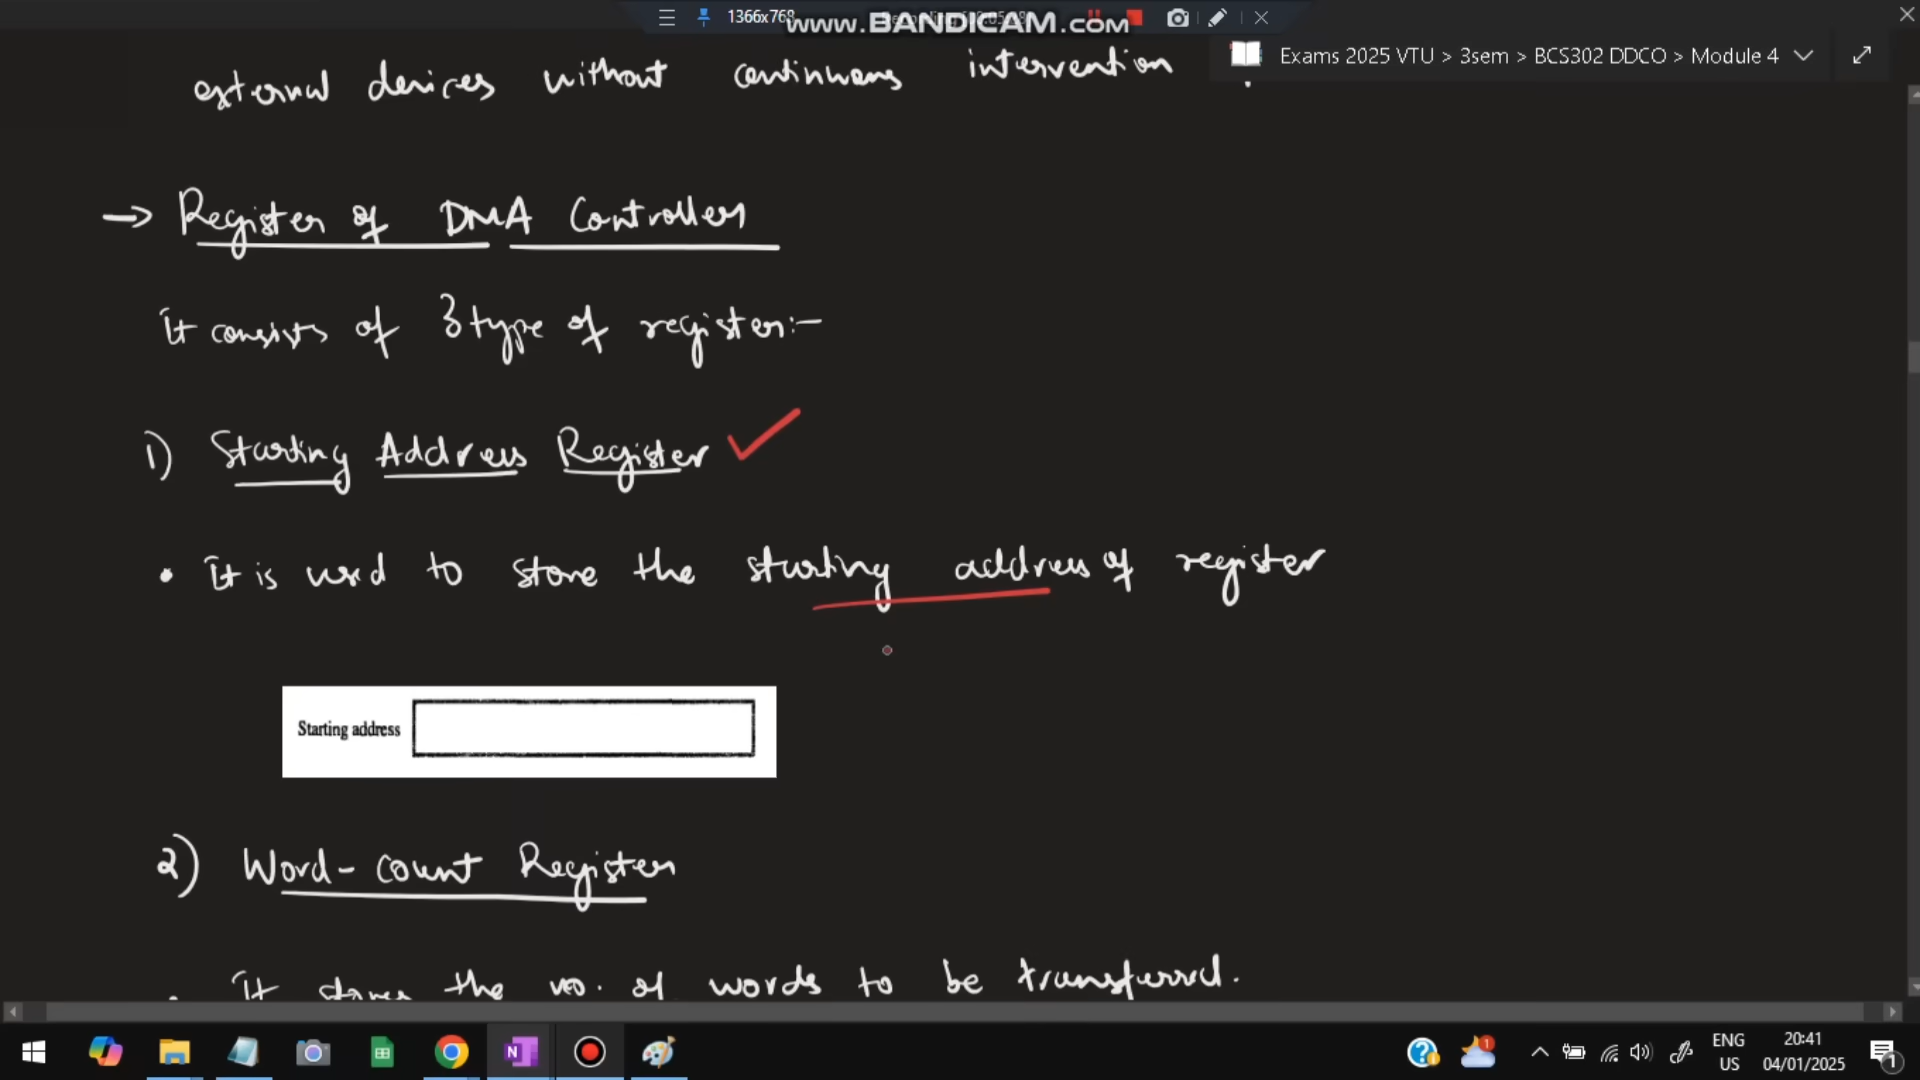 1366x768
www.BANDICAM.com
Exams 2025 VTU > 3sem > BCS302 DDCO > Module 4
external devices without continuous intervention
→ Register of DMA Controller
It consists of 3 type of register:-
1) Starting Address Register
• It is used to store the starting address of register
Starting address
2) Word-count Register
• It stores the no. of words to be transferred.
ENG
US
20:41
04/01/2025